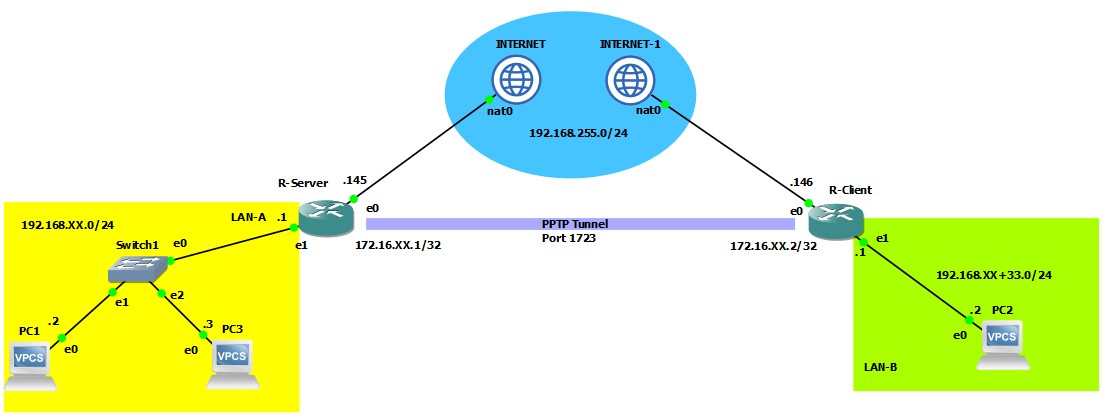 INTERNET
INTERNET-1
nat0
nat0
192.168.255.0/24
R-Server
.145
e0
.146
R-Client
e0
LAN-A
.1
e1
PPTP Tunnel
Port 1723
172.16.XX.1/32
172.16.XX.2/32
192.168.XX.0/24
Switch1
e0
e1
e2
e1
.1
192.168.XX+33.0/24
PC1
.2
e0
VPCS
.3
PC3
e0
VPCS
.2
PC2
e0
VPCS
LAN-B